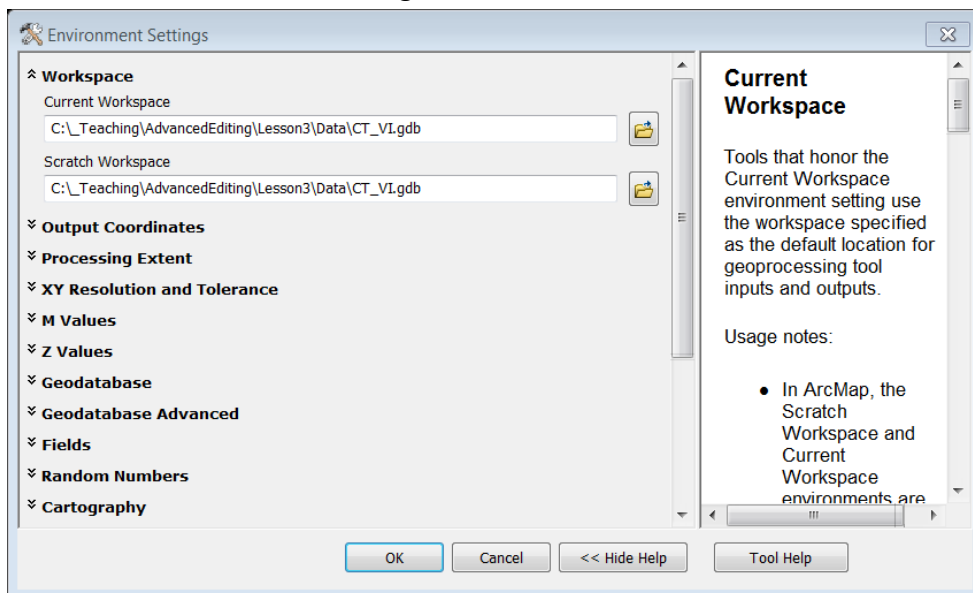 Environment Settings
Workspace
Current Workspace
C:\_Teaching\AdvancedEditing\Lesson3\Data\CT_VI.gdb
Scratch Workspace
C:\_Teaching\AdvancedEditing\Lesson3\Data\CT_VI.gdb
Output Coordinates
Processing Extent
XY Resolution and Tolerance
M Values
Z Values
Geodatabase
Geodatabase Advanced
Fields
Random Numbers
Cartography
Current
Workspace
Tools that honor the
Current Workspace
environment setting use
the workspace specified
as the default location for
geoprocessing tool
inputs and outputs.
Usage notes:
● In ArcMap, the
Scratch
Workspace and
Current
Workspace
environments are
OK
Cancel
<< Hide Help
Tool Help